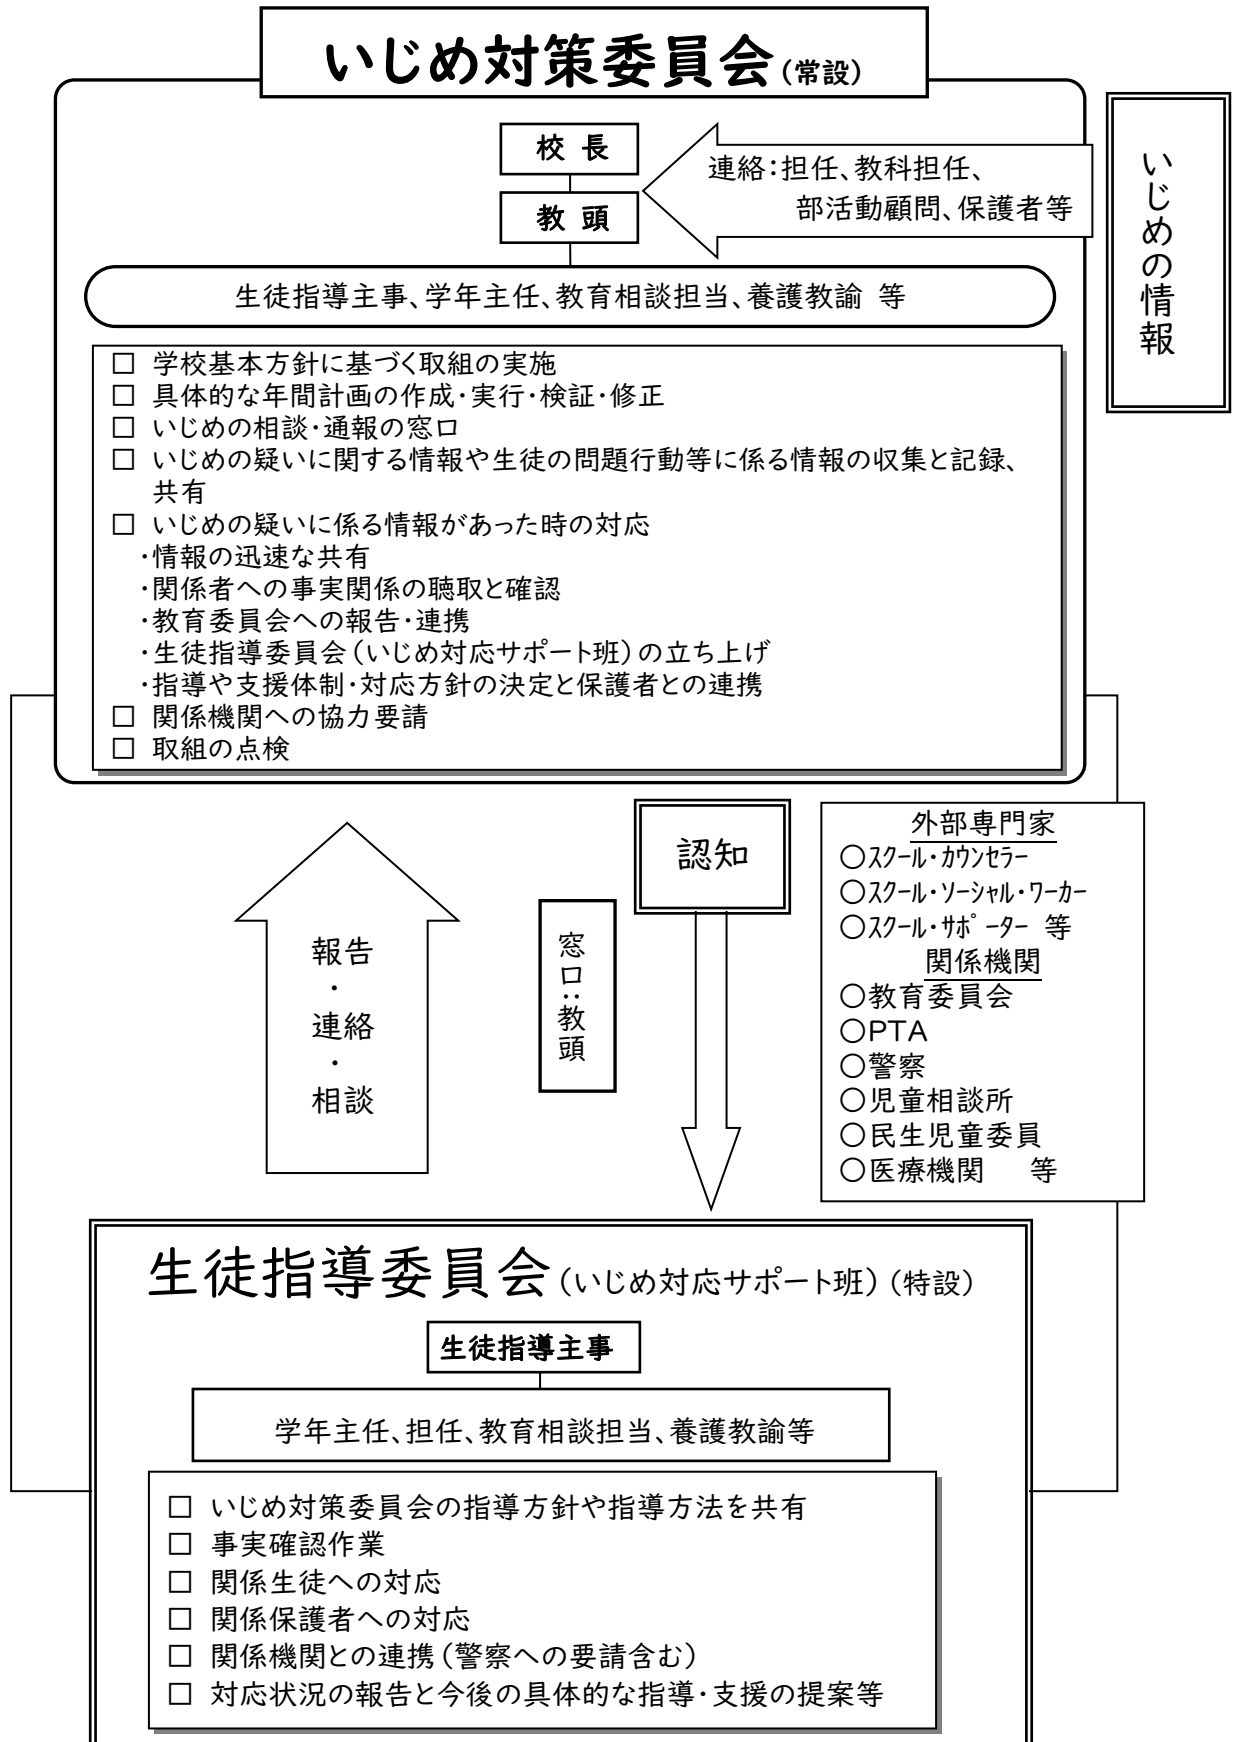 いじめ対策委員会(常設)
校 長
連絡:担任、教科担任、
部活動顧問、保護者等
教 頭
いじめの情報
生徒指導主事、学年主任、教育相談担当、養護教諭 等
□ 学校基本方針に基づく取組の実施
□ 具体的な年間計画の作成・実行・検証・修正
□ いじめの相談・通報の窓口
□ いじめの疑いに関する情報や生徒の問題行動等に係る情報の収集と記録、
共有
□ いじめの疑いに係る情報があった時の対応
・情報の迅速な共有
・関係者への事実関係の聴取と確認
・教育委員会への報告・連携
・生徒指導委員会(いじめ対応サポート班)の立ち上げ
・指導や支援体制・対応方針の決定と保護者との連携
□ 関係機関への協力要請
□ 取組の点検
報告
・
連絡
・
相談
窓口:教頭
認知
外部専門家
○スクール・カウンセラー
○スクール・ソーシャル・ワーカー
○スクール・サポーター 等
関係機関
○教育委員会
○PTA
○警察
○児童相談所
○民生児童委員
○医療機関 等
生徒指導委員会(いじめ対応サポート班)(特設)
生徒指導主事
学年主任、担任、教育相談担当、養護教諭等
□ いじめ対策委員会の指導方針や指導方法を共有
□ 事実確認作業
□ 関係生徒への対応
□ 関係保護者への対応
□ 関係機関との連携(警察への要請含む)
□ 対応状況の報告と今後の具体的な指導・支援の提案等